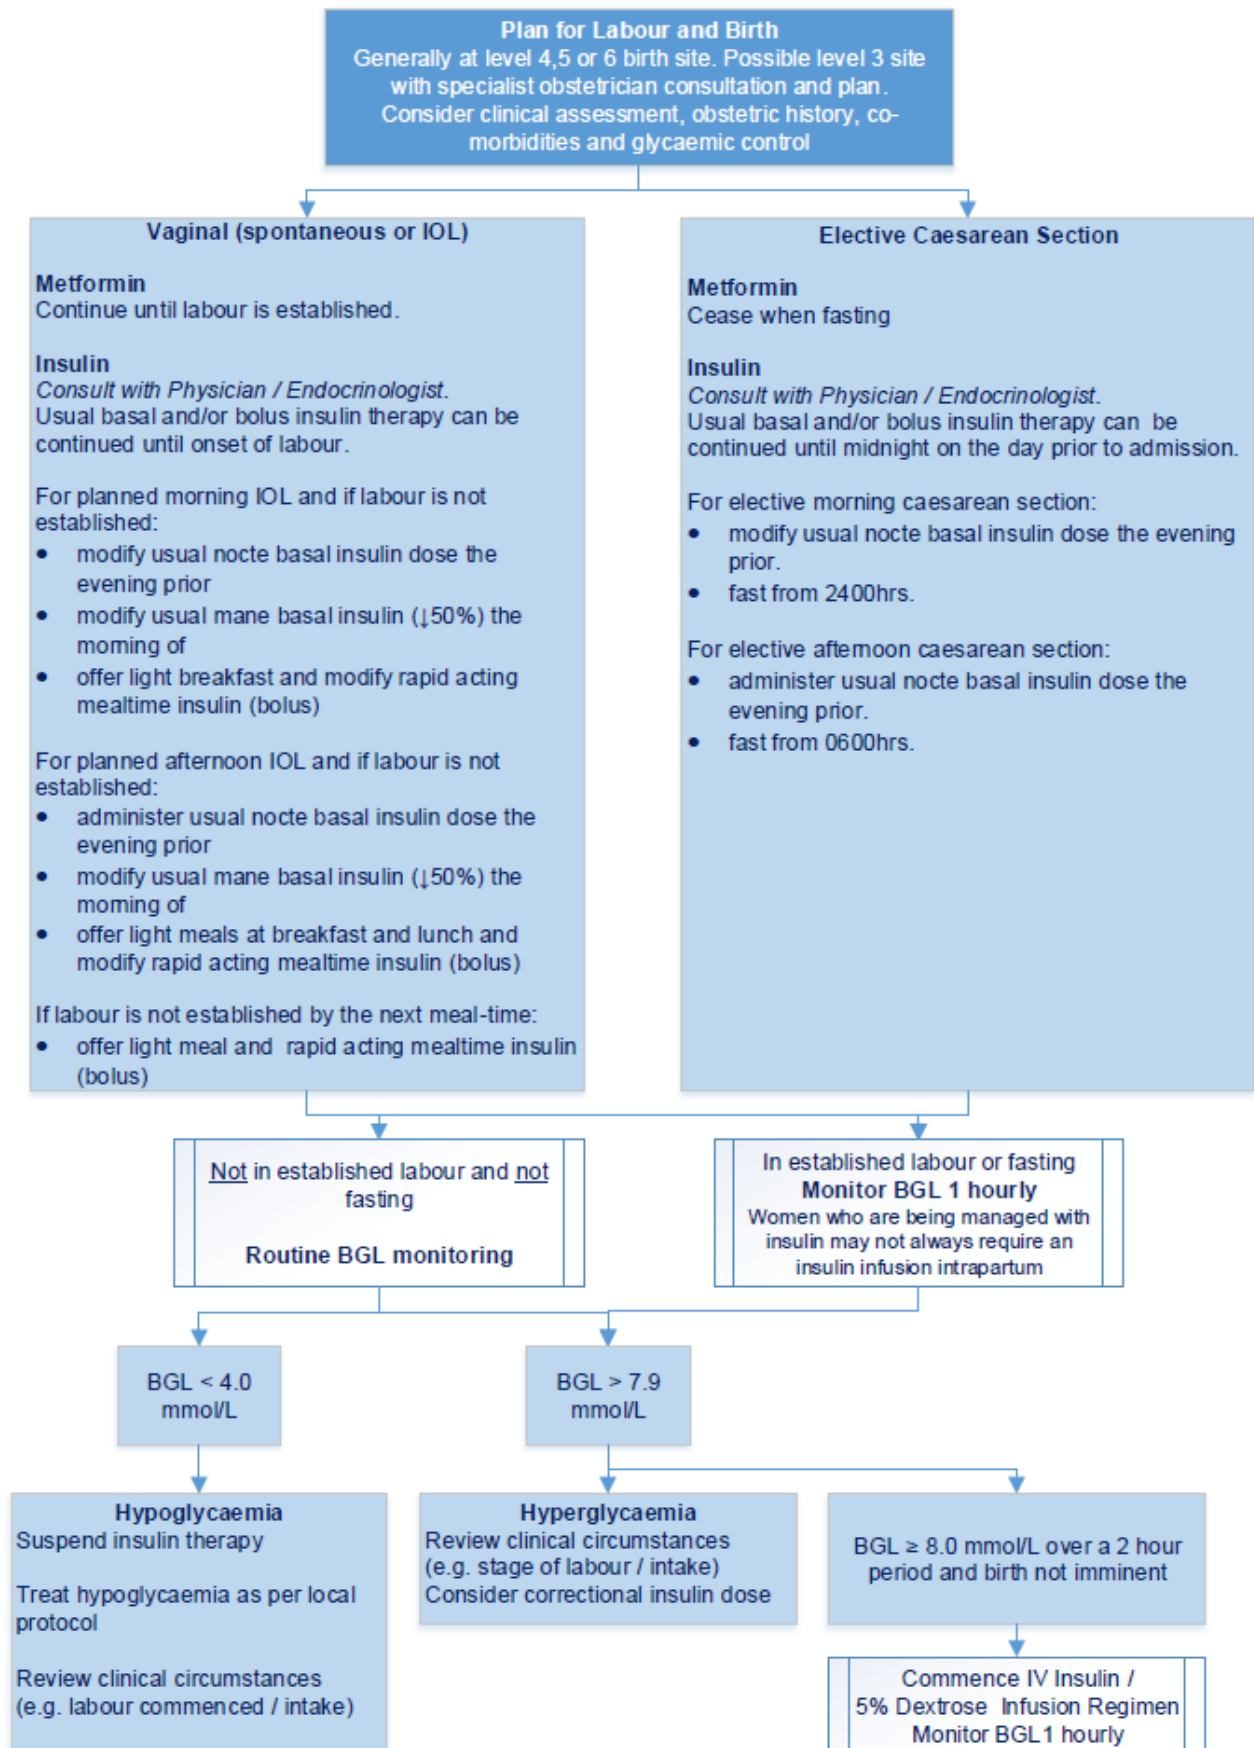 Plan for Labour and Birth
Generally at level 4,5 or 6 birth site. Possible level 3 site
with specialist obstetrician consultation and plan.
Consider clinical assessment, obstetric history, co-
morbidities and glycaemic control
Vaginal (spontaneous or IOL)
Metformin
Continue until labour is established.
Insulin
Consult with Physician / Endocrinologist.
Usual basal and/or bolus insulin therapy can be
continued until onset of labour.
For planned morning IOL and if labour is not
established:
• modify usual nocte basal insulin dose the
evening prior
• modify usual mane basal insulin (↓50%) the
morning of
• offer light breakfast and modify rapid acting
mealtime insulin (bolus)
For planned afternoon IOL and if labour is not
established:
• administer usual nocte basal insulin dose the
evening prior
• modify usual mane basal insulin (↓50%) the
morning of
• offer light meals at breakfast and lunch and
modify rapid acting mealtime insulin (bolus)
If labour is not established by the next meal-time:
• offer light meal and rapid acting mealtime insulin
(bolus)
Elective Caesarean Section
Metformin
Cease when fasting
Insulin
Consult with Physician / Endocrinologist.
Usual basal and/or bolus insulin therapy can be
continued until midnight on the day prior to admission.
For elective morning caesarean section:
• modify usual nocte basal insulin dose the evening
prior.
• fast from 2400hrs.
For elective afternoon caesarean section:
• administer usual nocte basal insulin dose the
evening prior.
• fast from 0600hrs.
Not in established labour and not
fasting
Routine BGL monitoring
In established labour or fasting
Monitor BGL 1 hourly
Women who are being managed with
insulin may not always require an
insulin infusion intrapartum
BGL < 4.0
mmol/L
BGL > 7.9
mmol/L
Hypoglycaemia
Suspend insulin therapy
Treat hypoglycaemia as per local
protocol
Review clinical circumstances
(e.g. labour commenced / intake)
Hyperglycaemia
Review clinical circumstances
(e.g. stage of labour / intake)
Consider correctional insulin dose
BGL ≥ 8.0 mmol/L over a 2 hour
period and birth not imminent
Commence IV Insulin /
5% Dextrose Infusion Regimen
Monitor BGL1 hourly